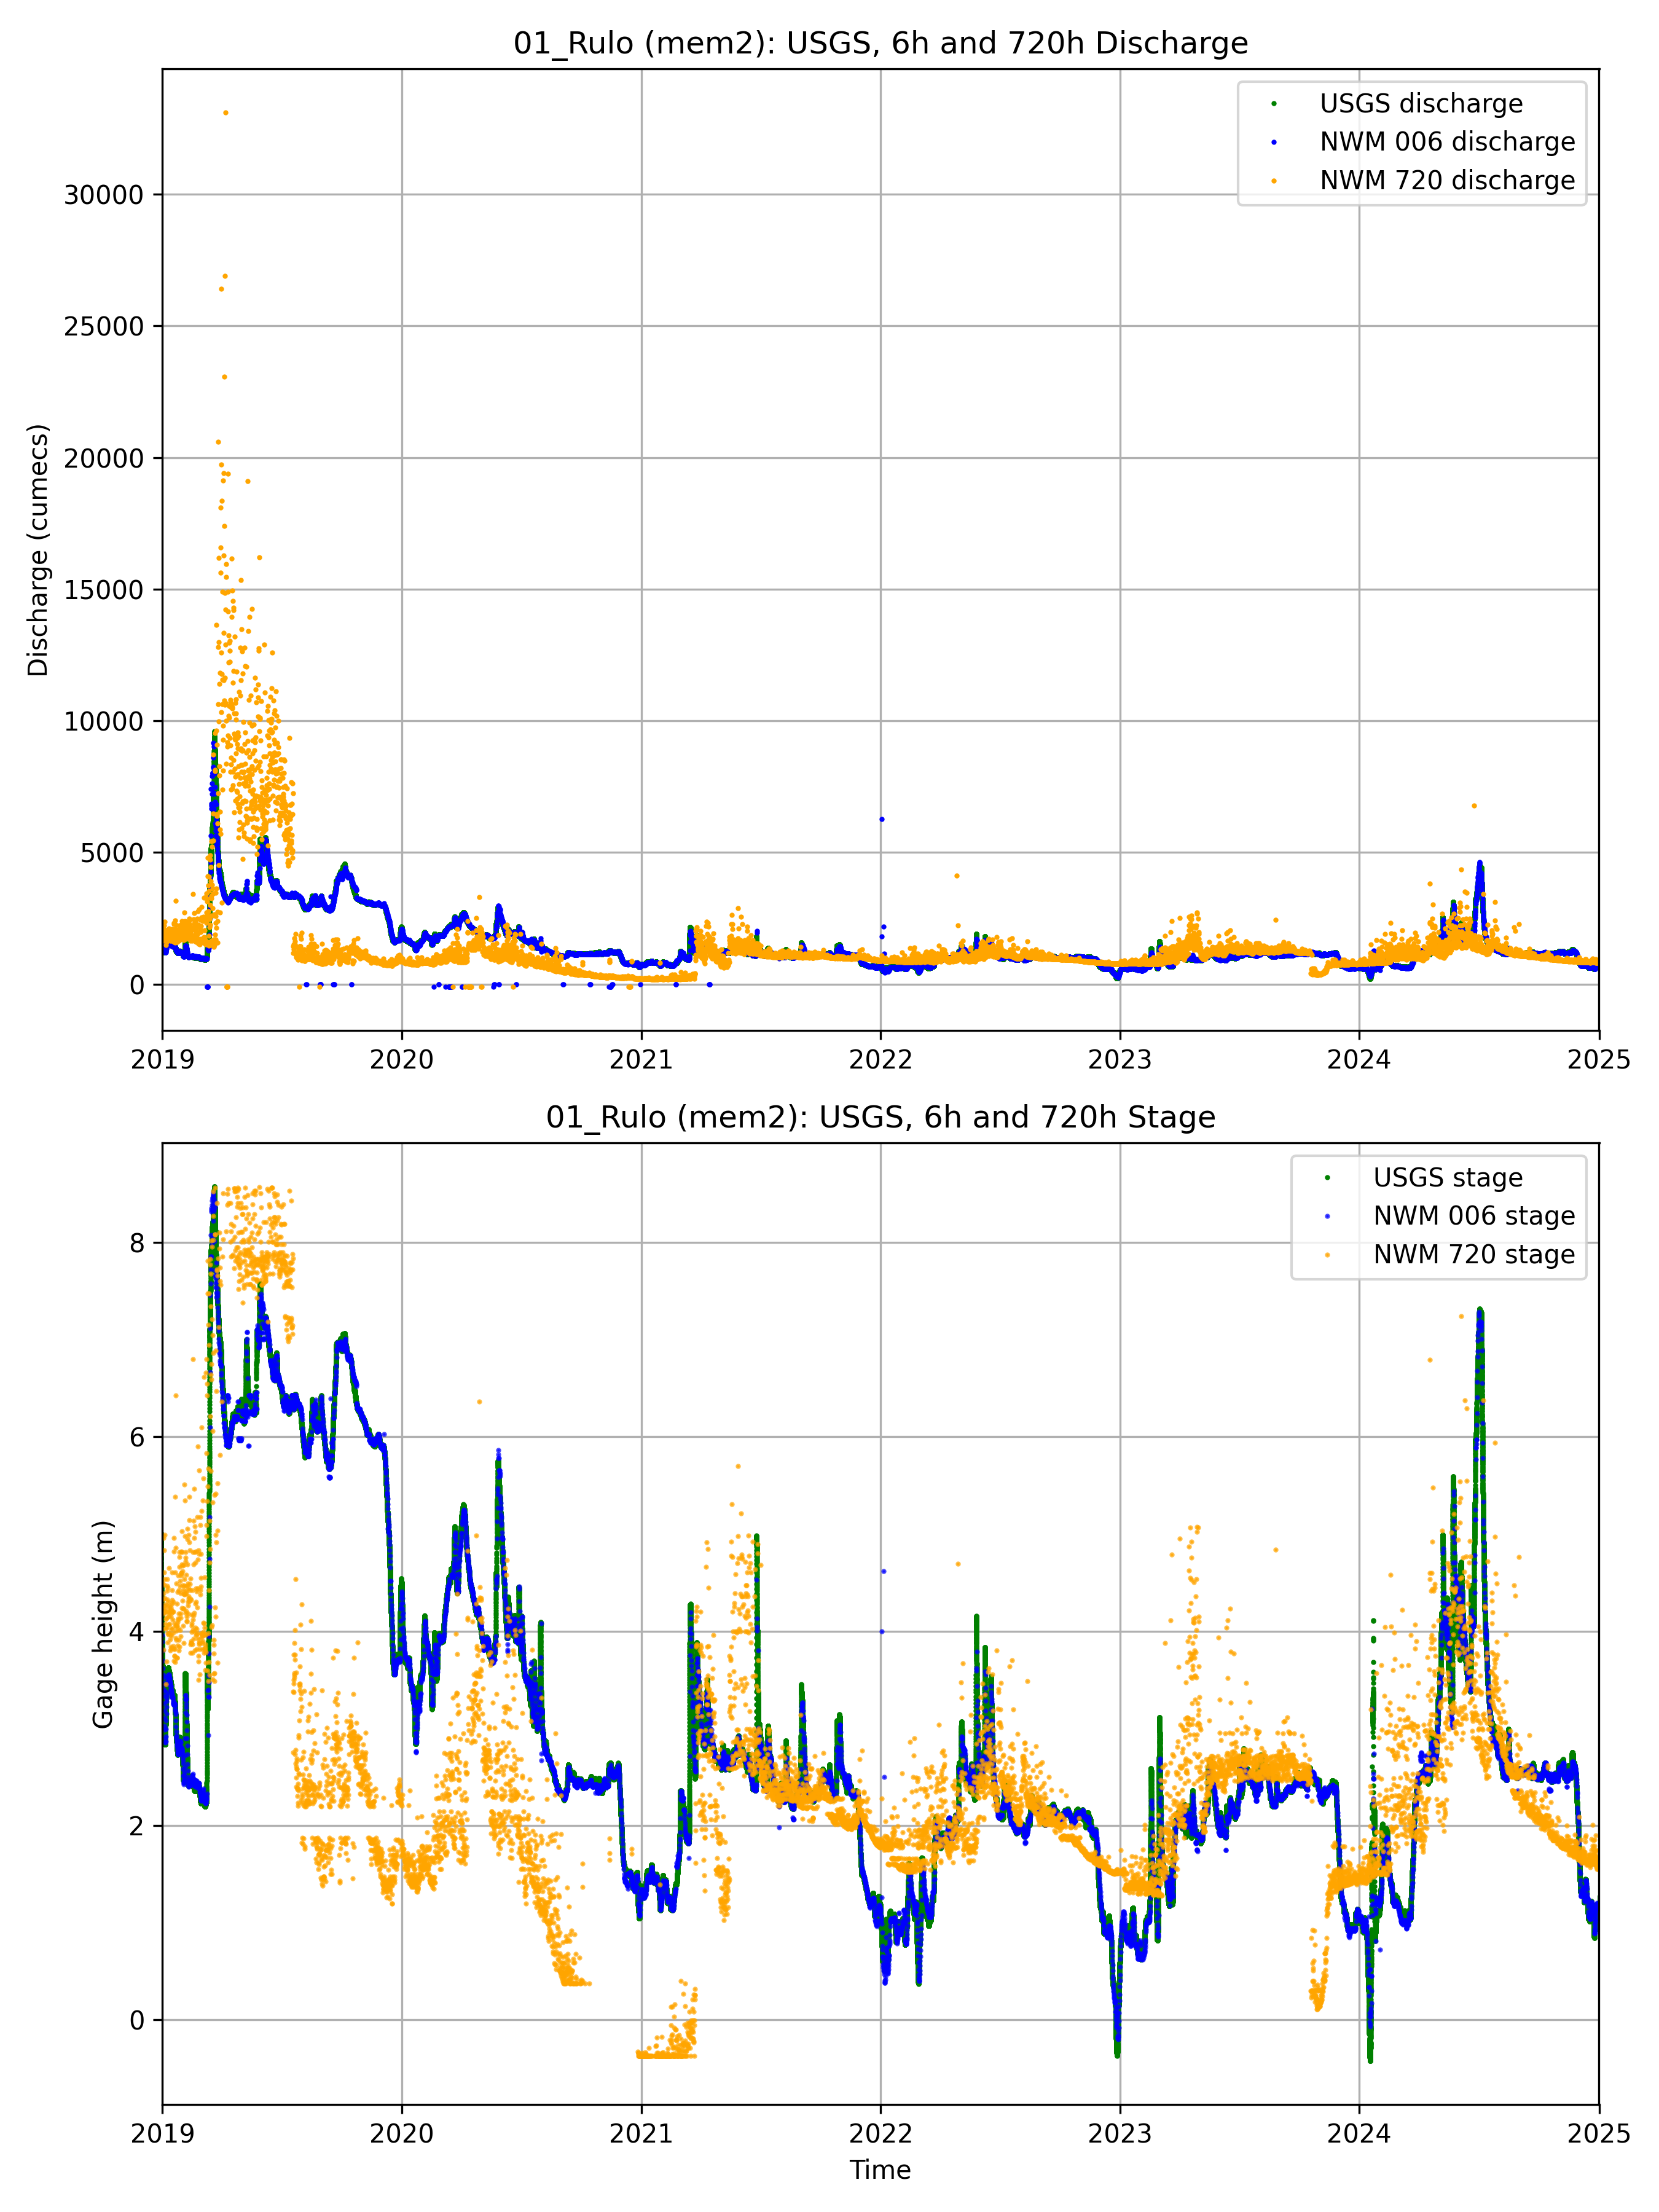 01_Rulo (mem2): USGS, 6h and 720h Discharge
USGS discharge
NWM 006 discharge
NWM 720 discharge
Discharge (cumecs)
30000
25000
20000
15000
10000
5000
0
2019 2020 2021 2022 2023 2024 2025
01_Rulo (mem2): USGS, 6h and 720h Stage
USGS stage
NWM 006 stage
NWM 720 stage
Gage height (m)
8
6
4
2
0
2019 2020 2021 2022 2023 2024 2025
Time